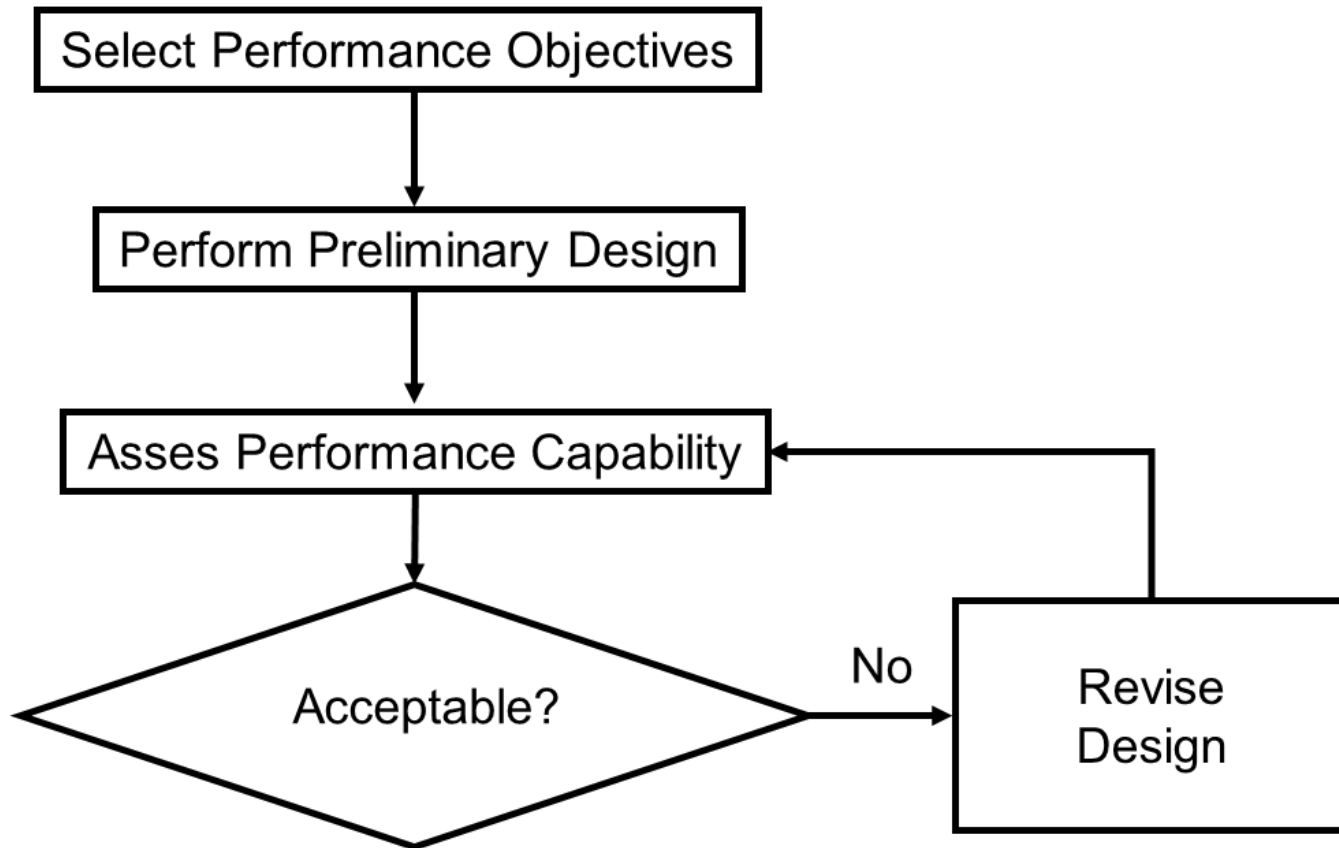 Select Performance Objectives
Perform Preliminary Design
Asses Performance Capability
Acceptable?
No
Revise
Design